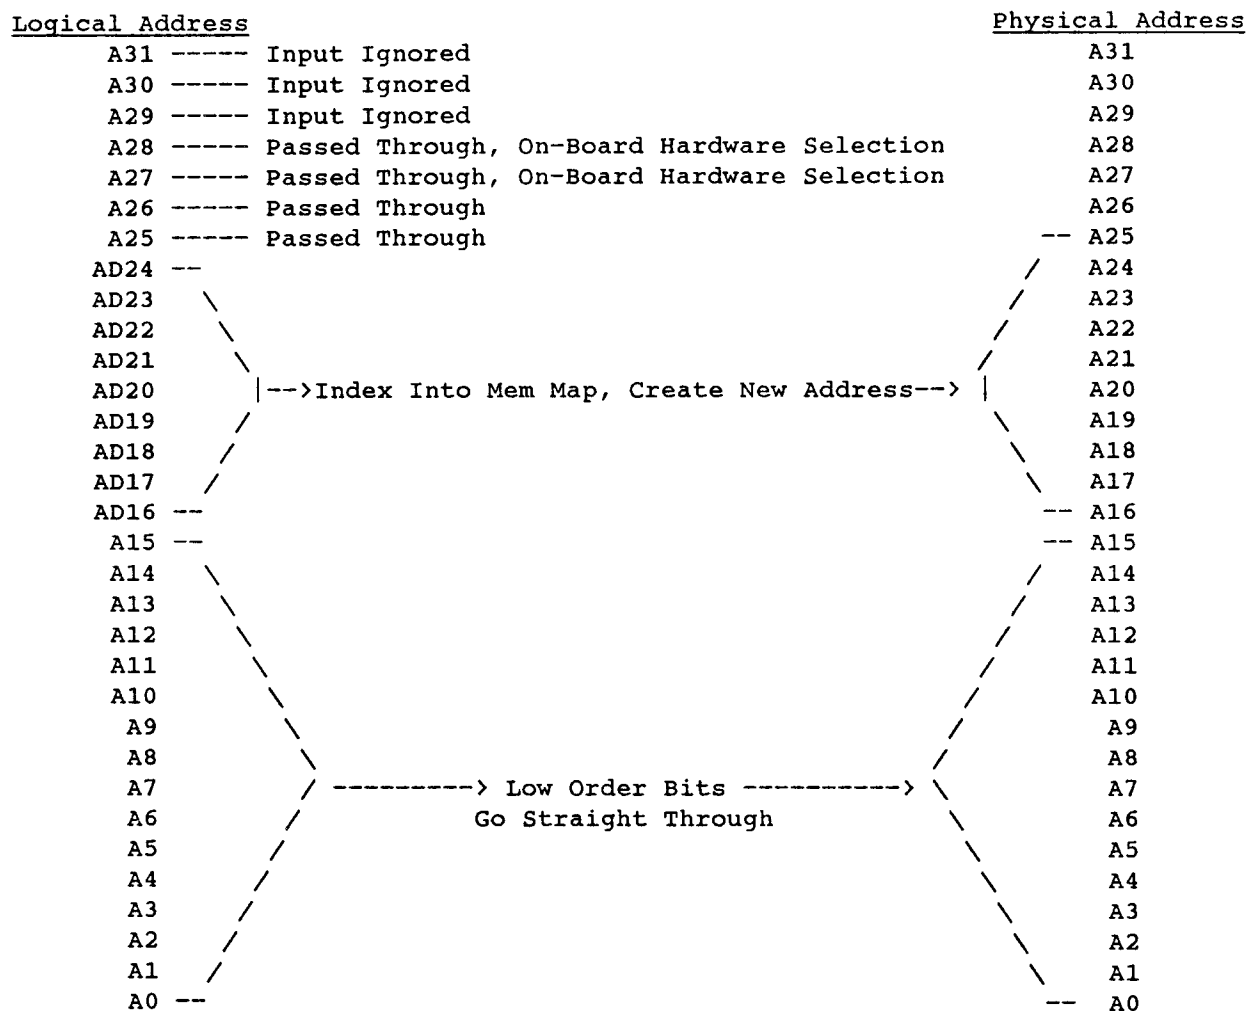 Logical Address Physical Address
A31 ----- Input Ignored A31
A30 ----- Input Ignored A30
A29 ----- Input Ignored A29
A28 ----- Passed Through, On-Board Hardware Selection A28
A27 ----- Passed Through, On-Board Hardware Selection A27
A26 ----- Passed Through A26
A25 ----- Passed Through -- A25
AD24 -- / A24
AD23 \ / A23
AD22 \ / A22
AD21 \ / A21
AD20 |-->Index Into Mem Map, Create New Address--> | A20
AD19 / \ A19
AD18 / \ A18
AD17 / \ A17
AD16 -- -- A16
A15 -- -- A15
A14 \ / A14
A13 \ / A13
A12 \ / A12
A11 \ / A11
A10 \ / A10
A9 \ / A9
A8 \ / A8
A7 / ---------> Low Order Bits ----------> \ A7
A6 / Go Straight Through \ A6
A5 / \ A5
A4 / \ A4
A3 / \ A3
A2 / \ A2
A1 / \ A1
A0 -- -- A0